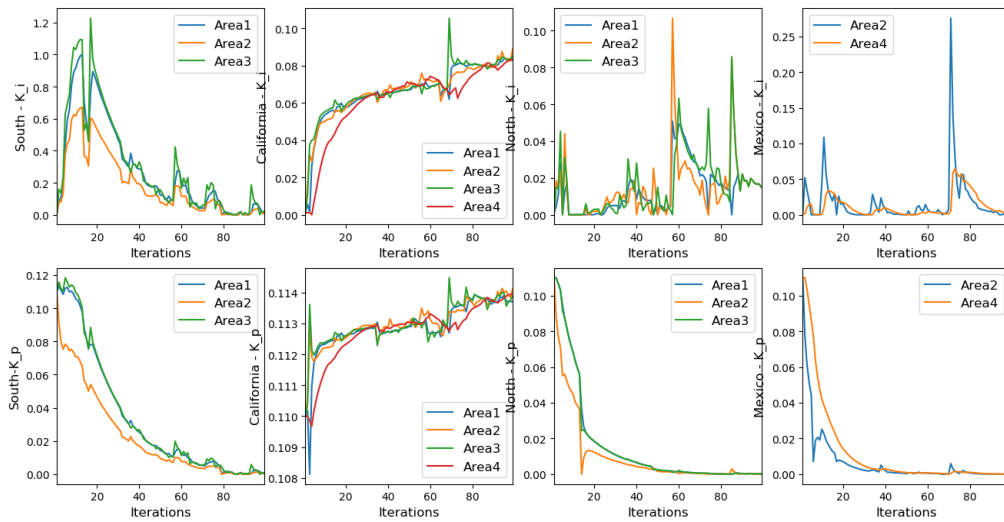 South - K_i
1.2
1.0
0.8
0.6
0.4
0.2
0.0
Area1
Area2
Area3
20
40
60
80
Iterations
California - K_i
0.10
0.08
0.06
0.04
0.02
0.00
Area1
Area2
Area3
Area4
20
40
60
80
Iterations
North - K_i
0.10
0.08
0.06
0.04
0.02
0.00
Area1
Area2
Area3
20
40
60
80
Iterations
Mexico - K_i
0.25
0.20
0.15
0.10
0.05
0.00
Area2
Area4
20
40
60
80
Iterations
South-K_p
0.12
0.10
0.08
0.06
0.04
0.02
0.00
Area1
Area2
Area3
20
40
60
80
Iterations
California - K_p
0.114
0.113
0.112
0.111
0.110
0.109
0.108
Area1
Area2
Area3
Area4
20
40
60
80
Iterations
North - K_p
0.10
0.08
0.06
0.04
0.02
0.00
Area1
Area2
Area3
20
40
60
80
Iterations
Mexico - K_p
0.10
0.08
0.06
0.04
0.02
0.00
Area2
Area4
20
40
60
80
Iterations